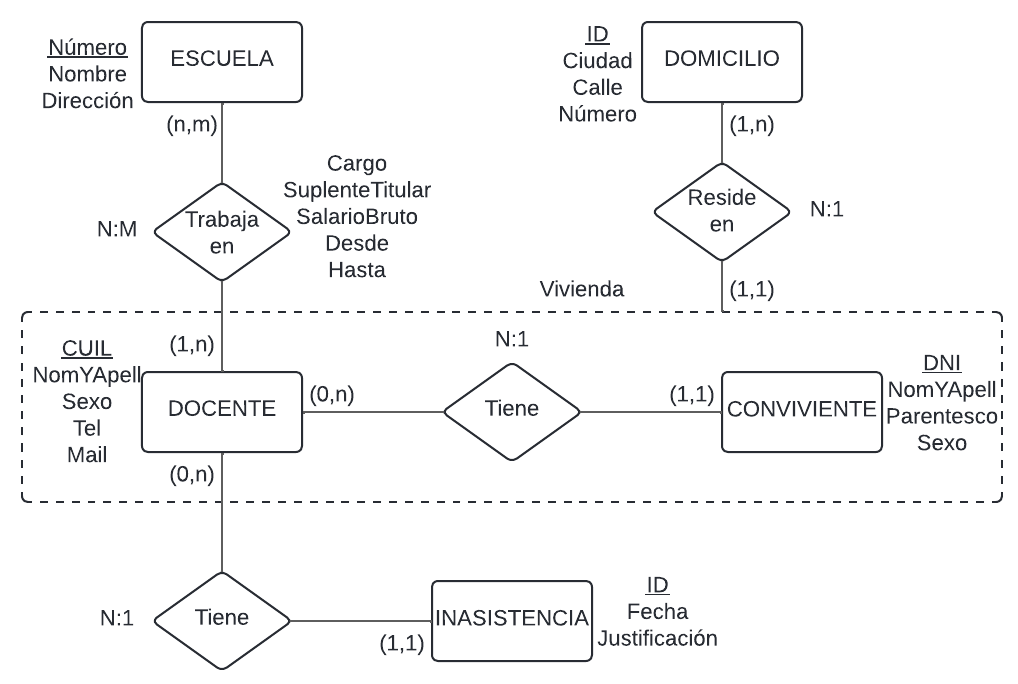 Número
Nombre
Dirección
ESCUELA
(n,m)
ID
Ciudad
Calle
Número
DOMICILIO
(1,n)
N:M
Trabaja
en
Cargo
SuplenteTitular
SalarioBruto
Desde
Hasta
Reside
en
N:1
Vivienda
(1,1)
(1,n)
CUIL
NomYApell
Sexo
Tel
Mail
DOCENTE
(0,n)
(0,n)
N:1
Tiene
(1,1)
CONVIVIENTE
DNI
NomYApell
Parentesco
Sexo
N:1
Tiene
(1,1)
INASISTENCIA
ID
Fecha
Justificación